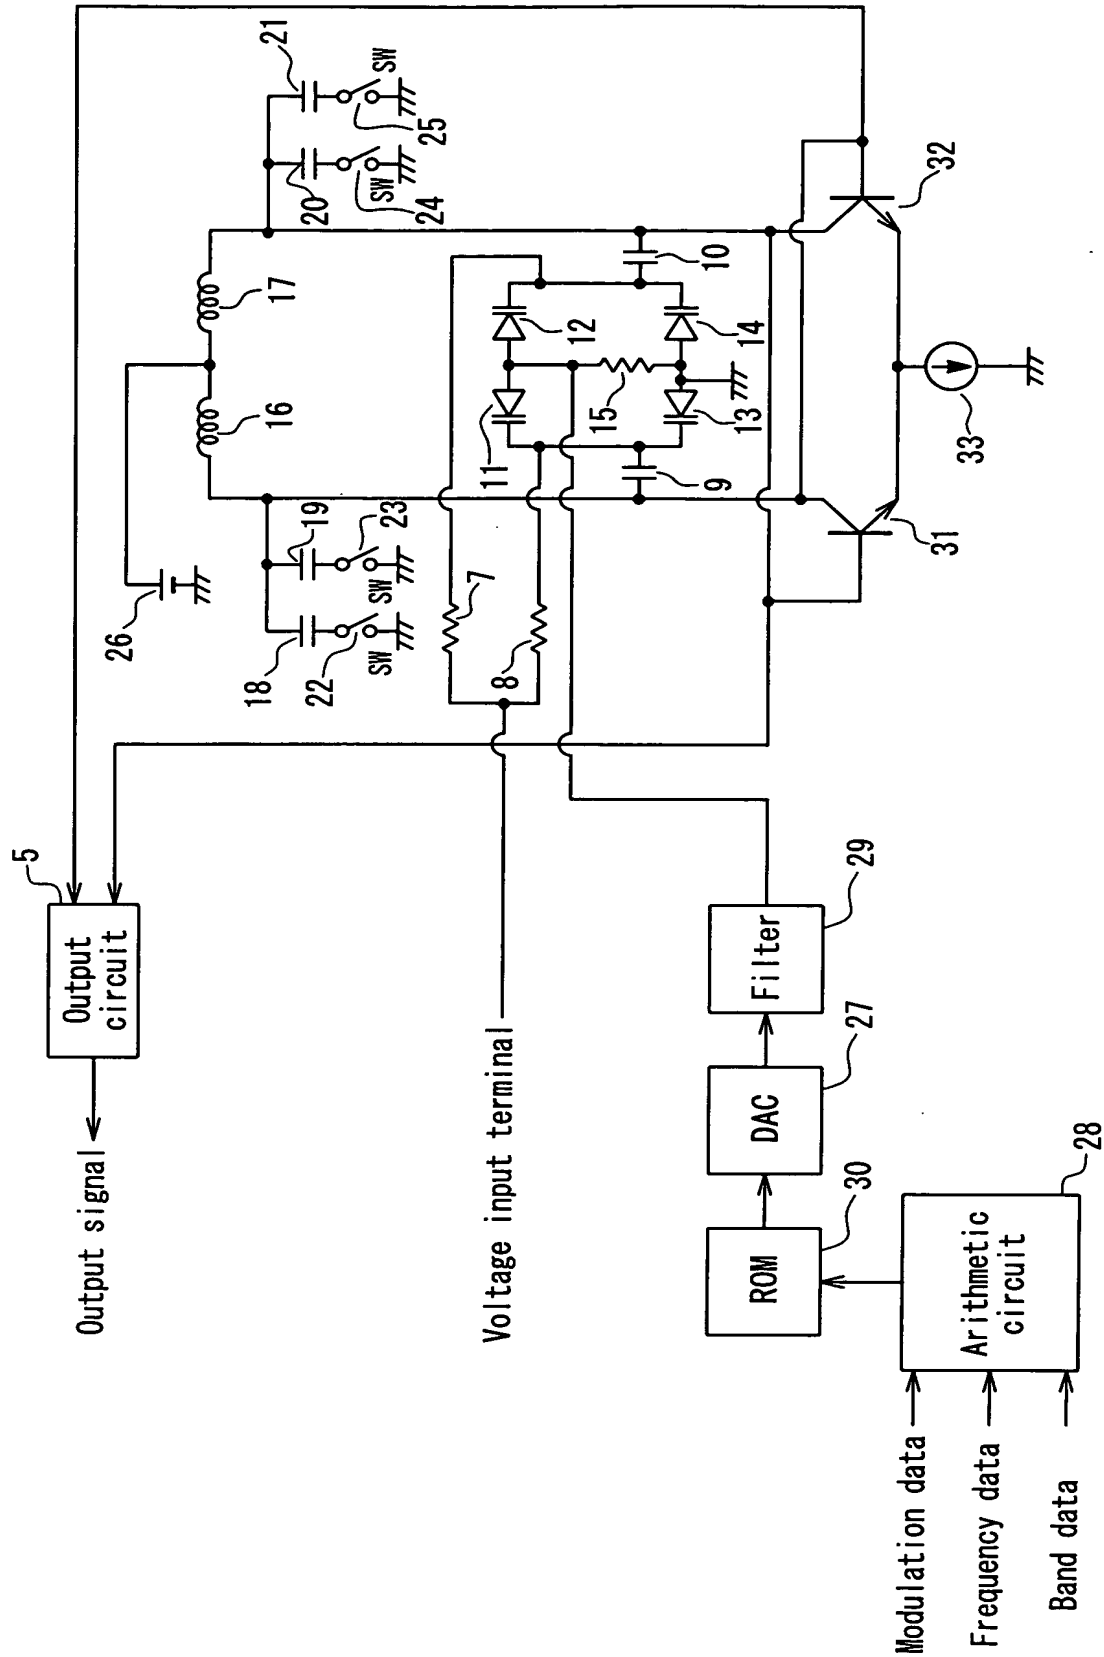 21
SW
25
20
SW
24
17
16
26
19
23
SW
18
22
SW
12
10
14
11
15
13
9
7
8
32
31
33
5
Output
circuit
Output signal
Voltage input terminal
Filter
29
DAC
27
ROM
30
Arithmetic
circuit
28
Modulation data
Frequency data
Band data